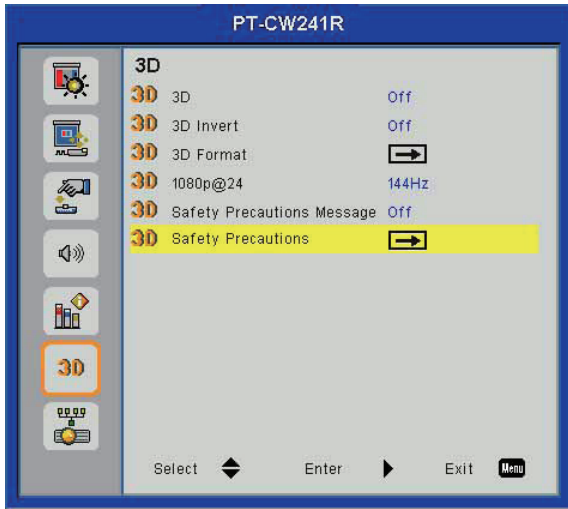 PT-CW241R
3D
3D 3D Off
3D 3D Invert Off
3D 3D Format
3D 1080p@24 144Hz
3D Safety Precautions Message Off
3D Safety Precautions
3D
Select Enter Exit Menu